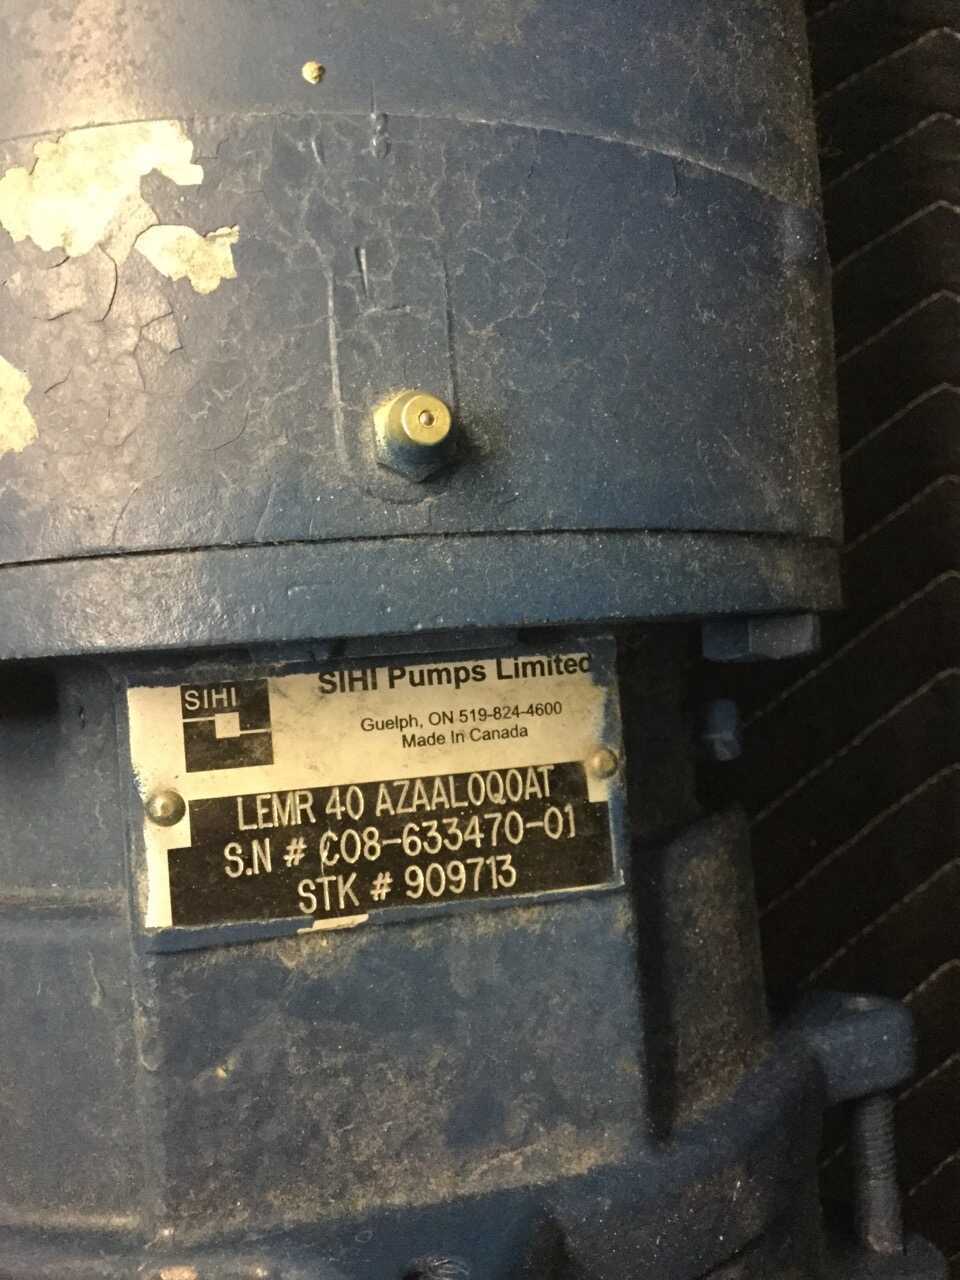 SIHI
SIHI Pumps Limited
Guelph, ON 519-824-4600
Made In Canada
LEMR 40 AZAAL0Q0AT
S.N # C08-633470-01
STK # 909713